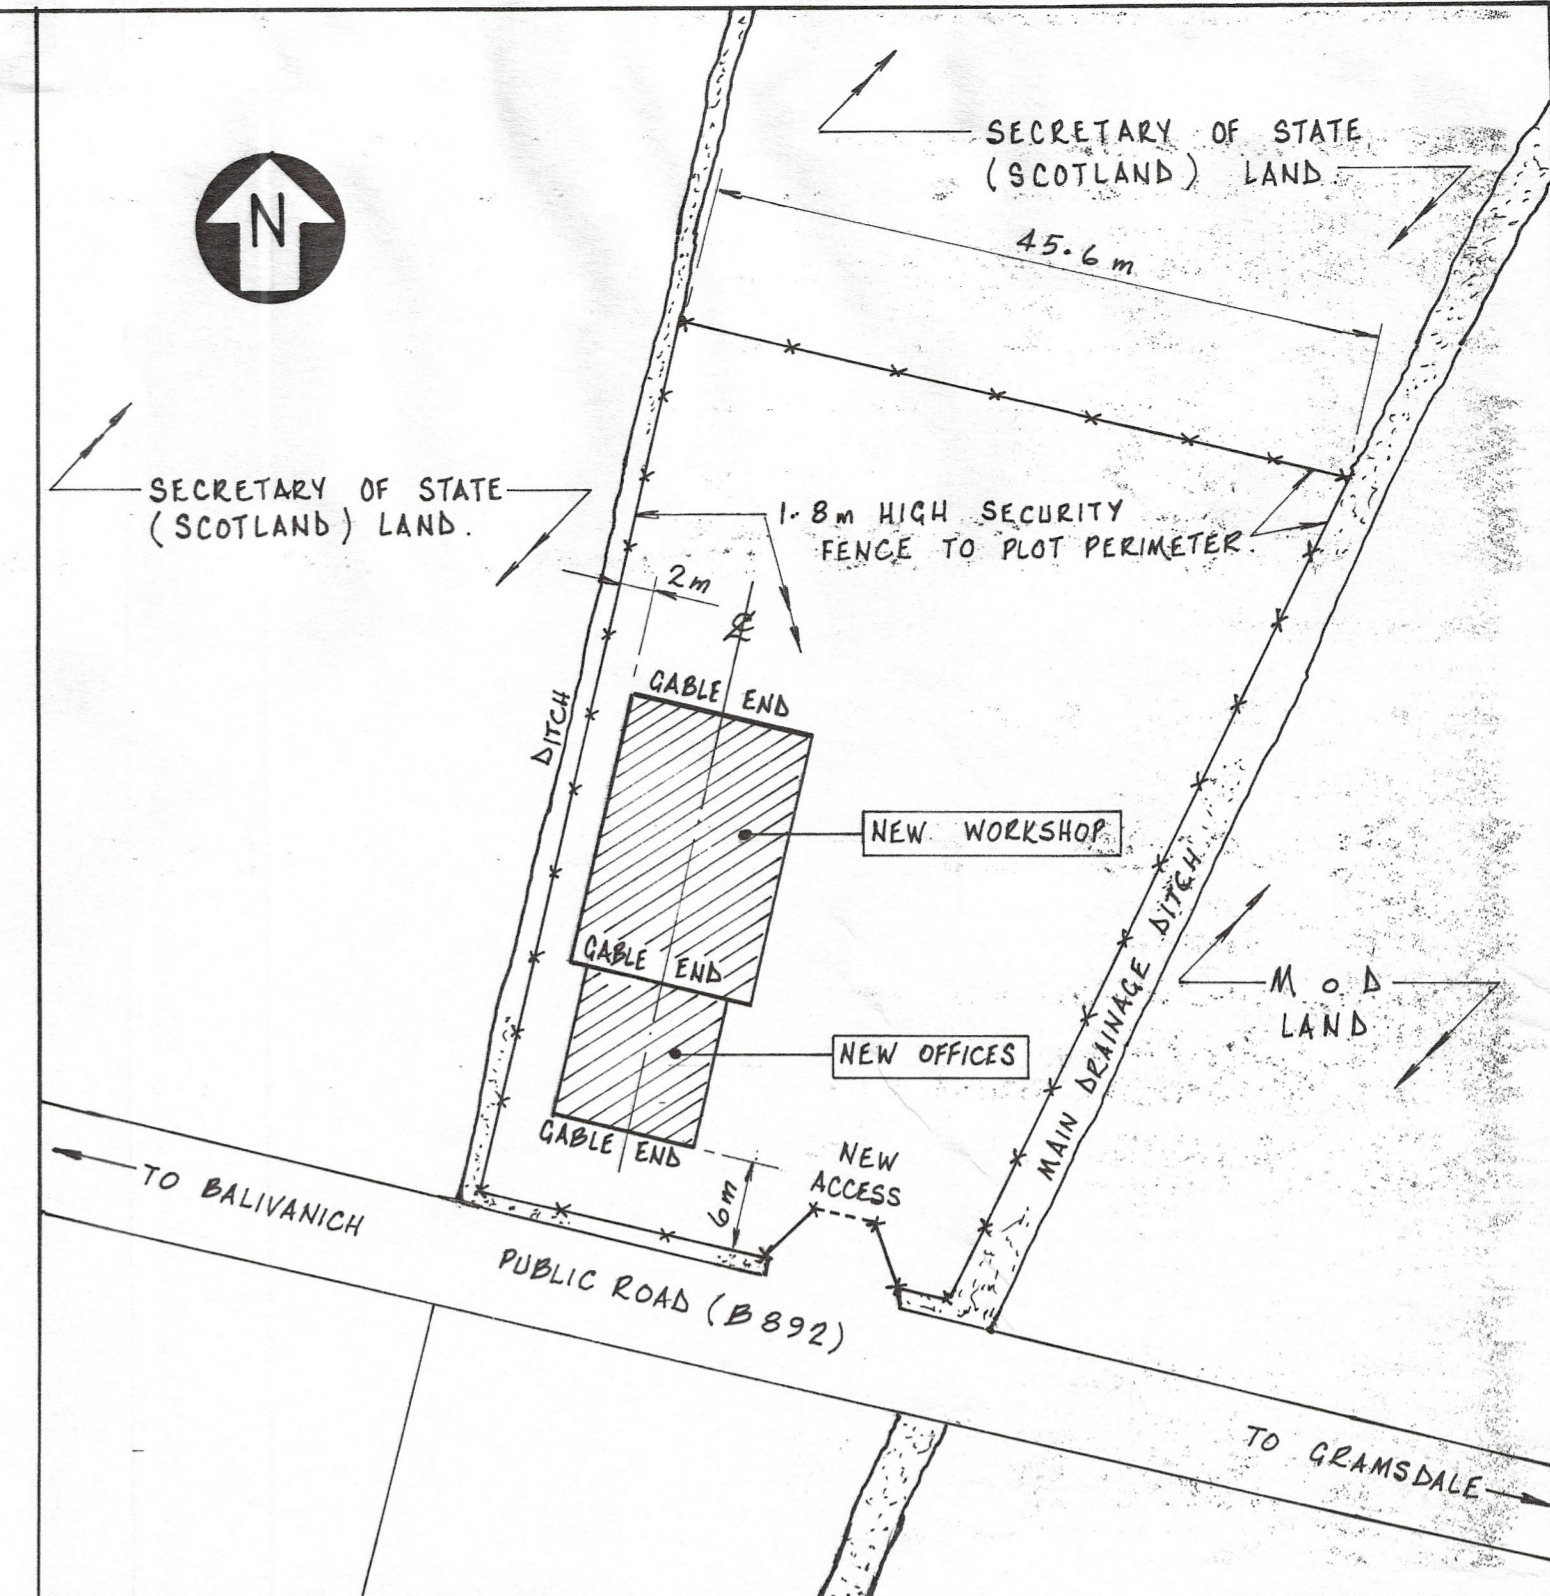 SECRETARY OF STATE
(SCOTLAND) LAND.
N
45.6 m
SECRETARY OF STATE
(SCOTLAND) LAND.
1.8m HIGH SECURITY
FENCE TO PLOT PERIMETER.
2m
℄
GABLE END
DITCH
NEW WORKSHOP
GABLE END
MAIN DRAINAGE DITCH
M o D
LAND
NEW OFFICES
GABLE END
NEW
ACCESS
6m
TO BALIVANICH
PUBLIC ROAD (B892)
TO GRAMSDALE